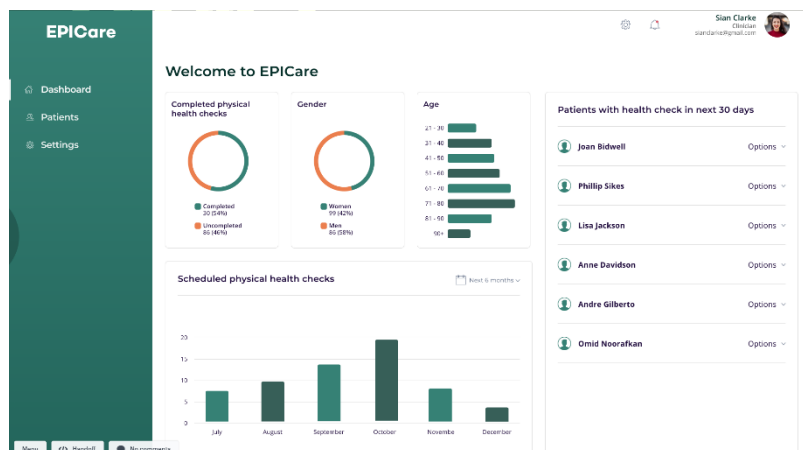 EPICare
Sian Clarke
Clinician
sianclarke@gmail.com
Dashboard
Patients
Settings
Welcome to EPICare
Completed physical
health checks
Completed
30 (54%)
Uncompleted
86 (46%)
Gender
Women
99 (42%)
Men
86 (58%)
Age
21 - 30
31 - 40
41 - 50
51 - 60
61 - 70
71 - 80
81 - 90
90+
Patients with health check in next 30 days
Joan Bidwell Options
Phillip Sikes Options
Lisa Jackson Options
Anne Davidson Options
Andre Gilberto Options
Omid Noorafkan Options
Scheduled physical health checks
Next 6 months
20
15
10
5
0
July August September October Novembe December
Menu </> Handoff No comments